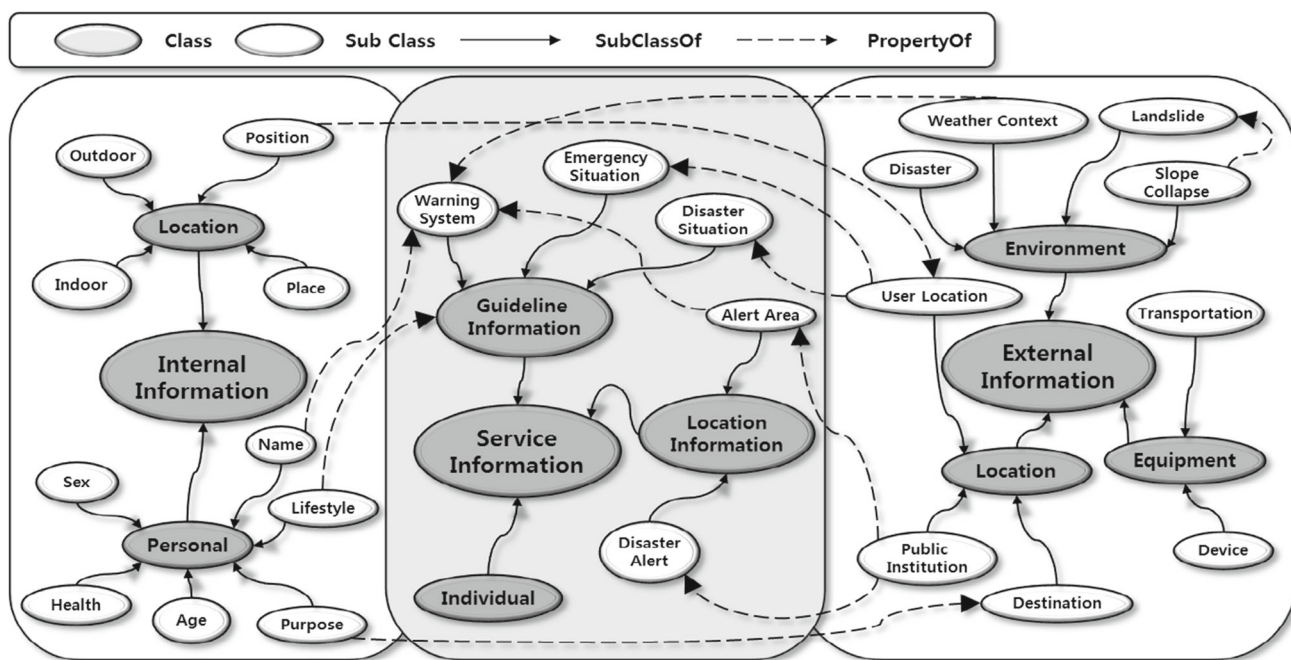 Class
Sub Class
SubClassOf
PropertyOf
Outdoor
Position
Location
Indoor
Place
Internal
Information
Name
Sex
Lifestyle
Personal
Health
Age
Purpose
Emergency
Situation
Warning
System
Disaster
Situation
Guideline
Information
Alert Area
Service
Information
Location
Information
Disaster
Alert
Individual
Weather Context
Landslide
Disaster
Slope
Collapse
Environment
User Location
Transportation
External
Information
Location
Equipment
Public
Institution
Device
Destination